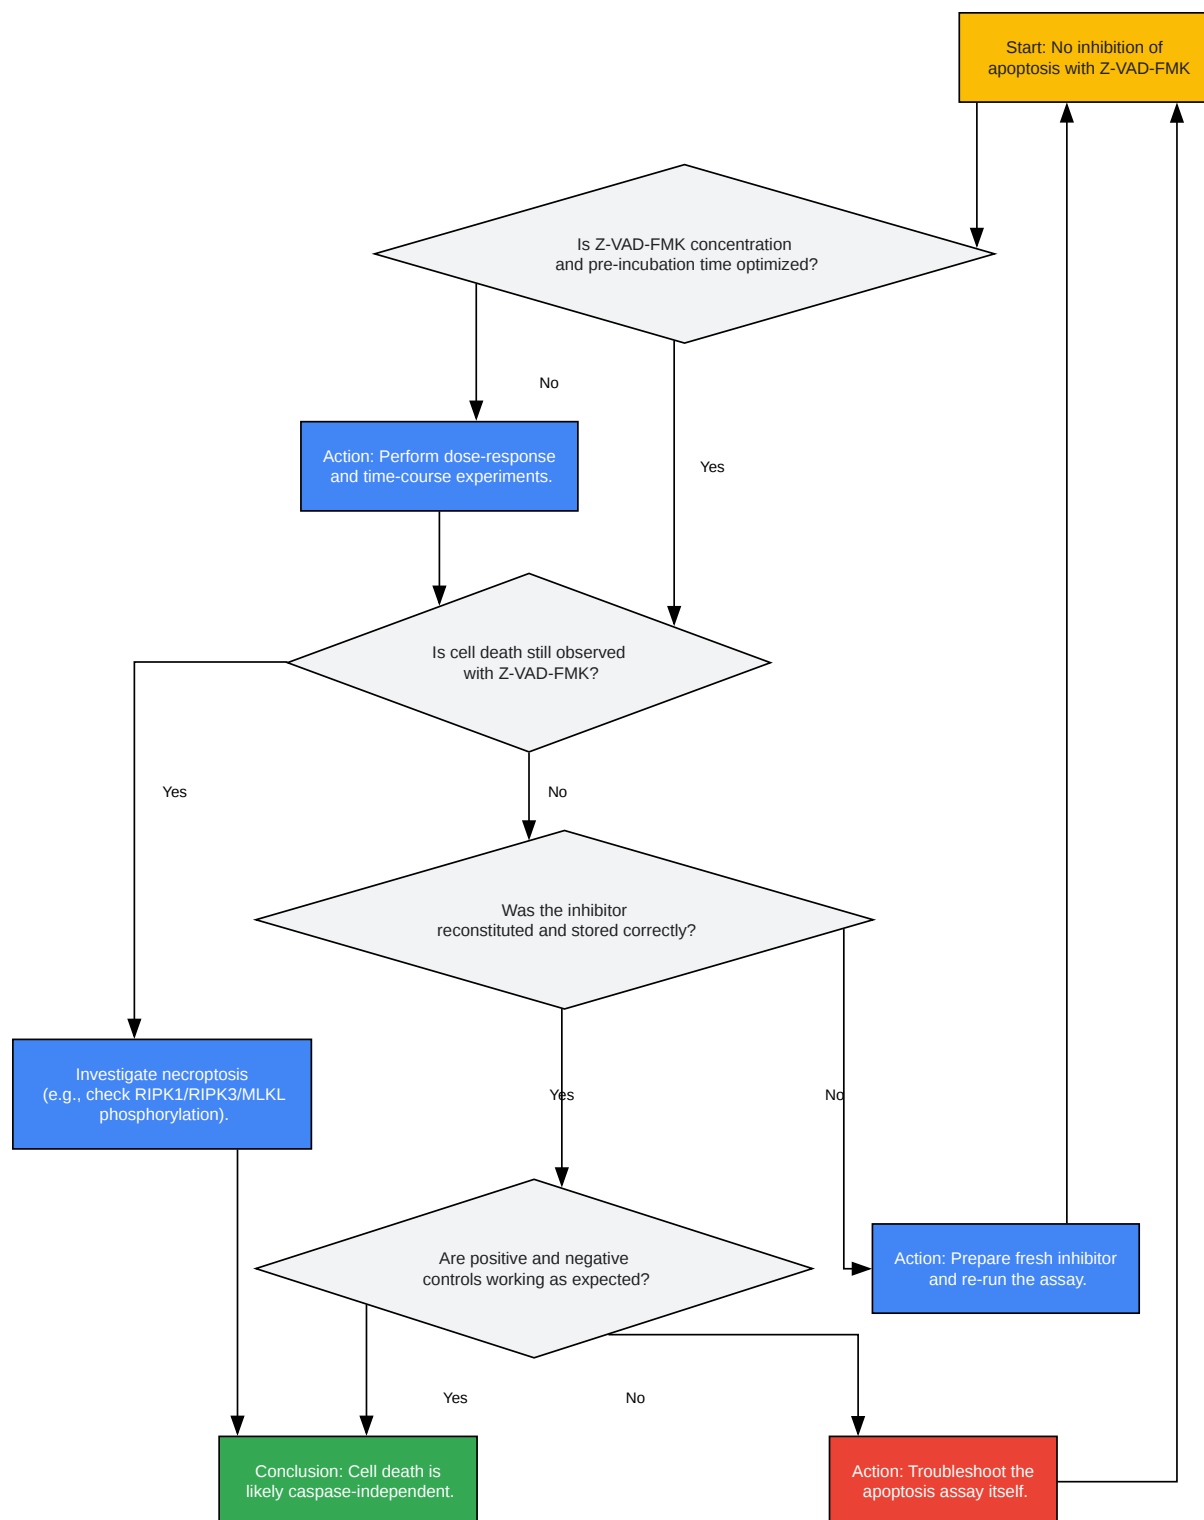 Start: No inhibition of
apoptosis with Z-VAD-FMK
Is Z-VAD-FMK concentration
and pre-incubation time optimized?
No
Action: Perform dose-response
and time-course experiments.
Yes
Is cell death still observed
with Z-VAD-FMK?
Yes
No
Was the inhibitor
reconstituted and stored correctly?
Investigate necroptosis
(e.g., check RIPK1/RIPK3/MLKL
phosphorylation).
Yes
No
Are positive and negative
controls working as expected?
Action: Prepare fresh inhibitor
and re-run the assay.
Yes
No
Conclusion: Cell death is
likely caspase-independent.
Action: Troubleshoot the
apoptosis assay itself.